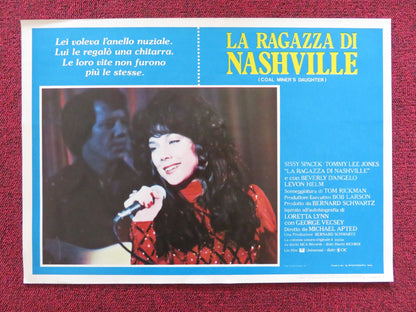 Lei voleva l'anello nuziale.
Lui le regalò una chitarra.
Le loro vite non furono
più le stesse.
LA RAGAZZA DI
NASHVILLE
(COAL MINER'S DAUGHTER)
SISSY SPACEK · TOMMY LEE JONES
"LA RAGAZZA DI NASHVILLE"
e con BEVERLY D'ANGELO
LEVON HELM
Sceneggiatura di TOM RICKMAN
Produttore Esecutivo BOB LARSON
Prodotto da BERNARD SCHWARTZ
Ispirato all'autobiografia di
LORETTA LYNN
con GEORGE VECSEY
Diretto da MICHAEL APTED
Una Produzione BERNARD SCHWARTZ
Un Film Universal